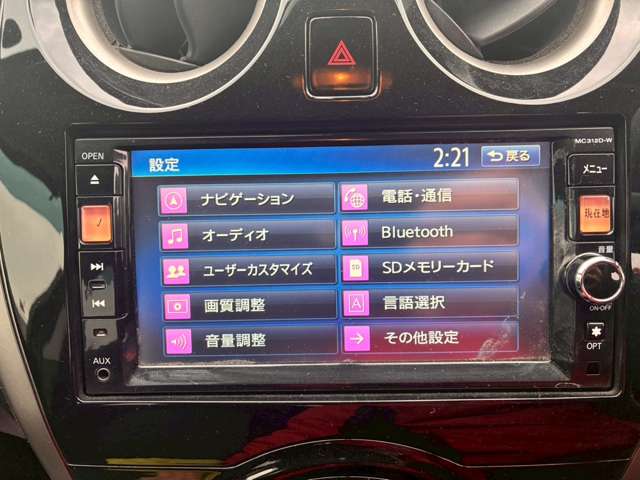 MC312D-W
OPEN
設定 2:21 戻る
メニュー
ナビゲーション 電話・通信
オーディオ Bluetooth
現在地
ユーザーカスタマイズ SDメモリーカード
音量
画質調整 言語選択
ON・OFF
音量調整 その他設定
OPT
AUX